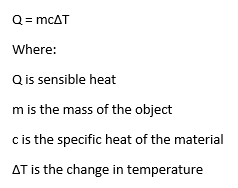 Q = mcΔT
Where:
Q is sensible heat
m is the mass of the object
c is the specific heat of the material
ΔT is the change in temperature